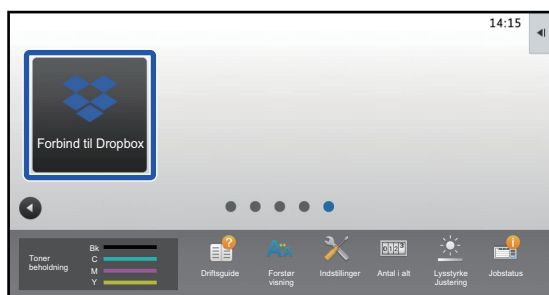 14:15
Forbind til Dropbox
Toner
beholdning
Bk
C
M
Y
Driftsguide
Forstør
visning
Indstillinger
Antal i alt
Lysstyrke
Justering
Jobstatus